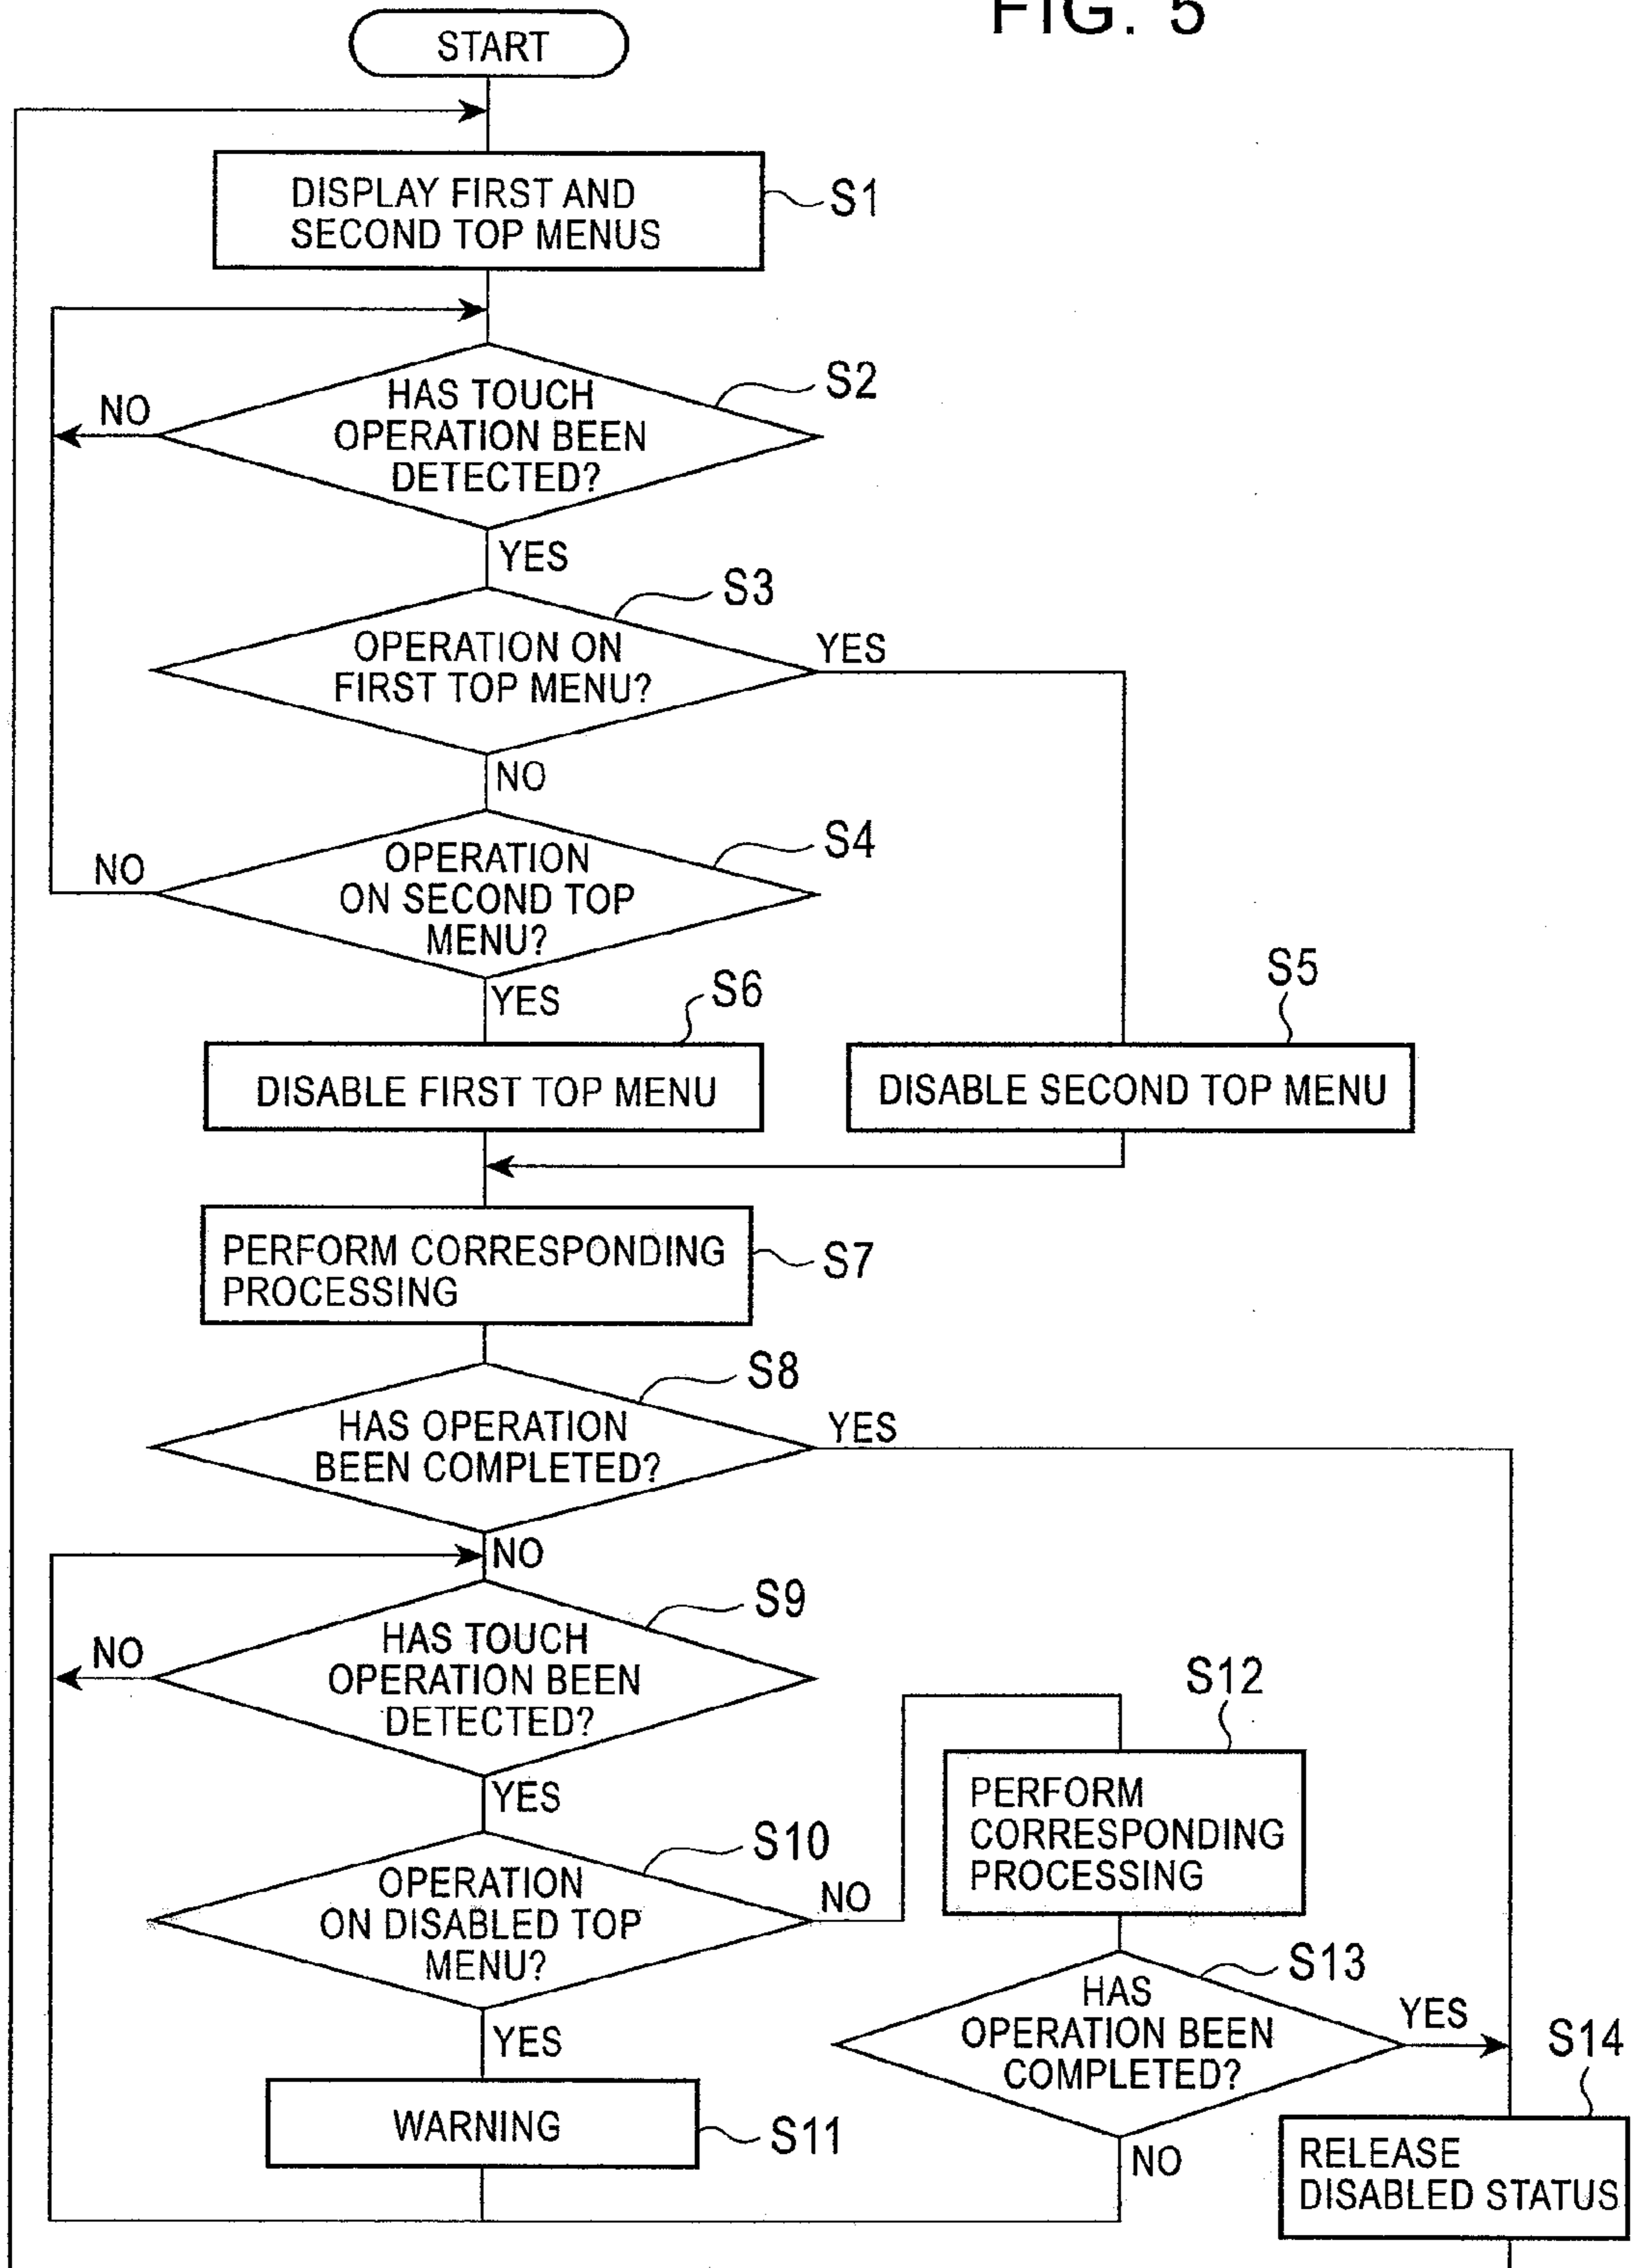 FIG. 5
START
DISPLAY FIRST AND
SECOND TOP MENUS
S1
HAS TOUCH
OPERATION BEEN
DETECTED?
S2
NO
YES
OPERATION ON
FIRST TOP MENU?
S3
YES
NO
OPERATION
ON SECOND TOP
MENU?
S4
NO
YES
S6
DISABLE FIRST TOP MENU
S5
DISABLE SECOND TOP MENU
PERFORM CORRESPONDING
PROCESSING
S7
HAS OPERATION
BEEN COMPLETED?
S8
YES
NO
HAS TOUCH
OPERATION BEEN
DETECTED?
S9
NO
YES
OPERATION
ON DISABLED TOP
MENU?
S10
NO
YES
WARNING
S11
S12
PERFORM
CORRESPONDING
PROCESSING
HAS
OPERATION BEEN
COMPLETED?
S13
YES
NO
S14
RELEASE
DISABLED STATUS